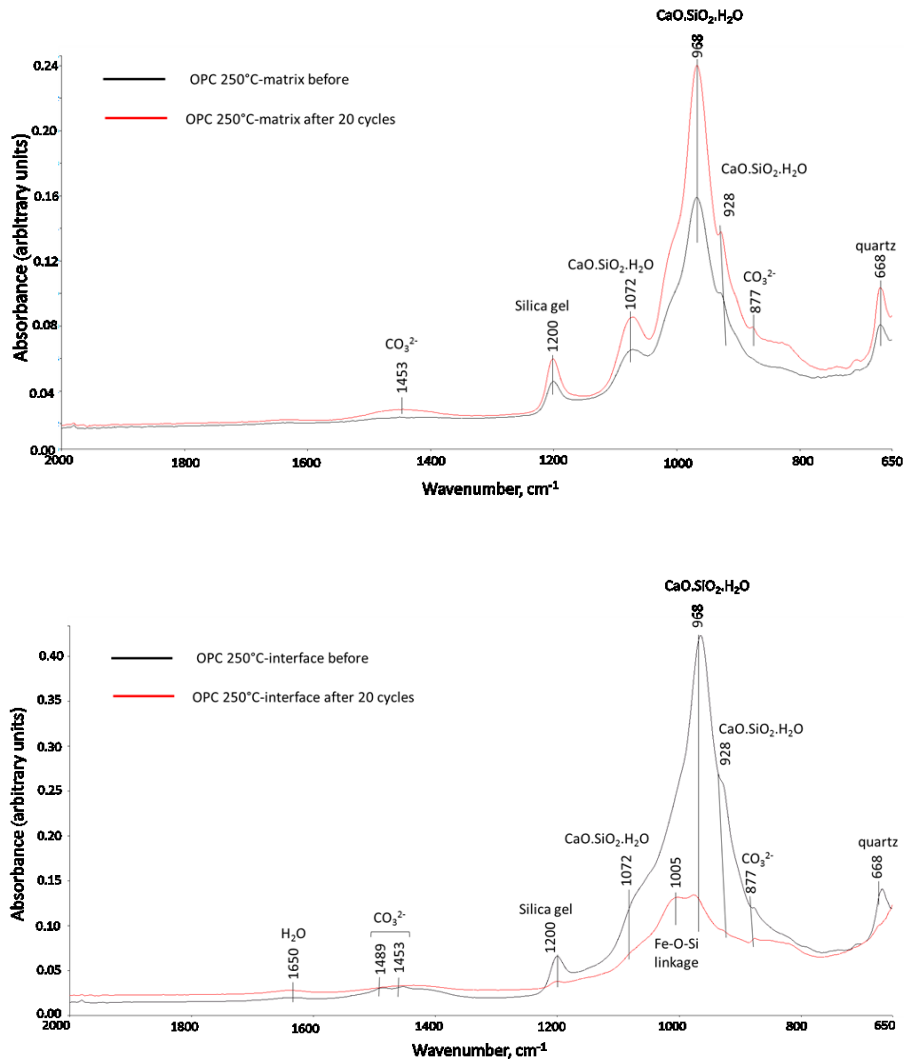 CaO.SiO₂.H₂O
968
0.24
OPC 250°C-matrix before
OPC 250°C-matrix after 20 cycles
0.20
CaO.SiO₂.H₂O
928
0.16
Absorbance (arbitrary units)
quartz
668
CO₃²⁻
877
CaO.SiO₂.H₂O
1072
0.12
Silica gel
1200
0.08
CO₃²⁻
1453
0.04
0.00
2000
1800
1600
1400
1200
1000
800
650
Wavenumber, cm⁻¹
CaO.SiO₂.H₂O
968
0.40
OPC 250°C-interface before
OPC 250°C-interface after 20 cycles
0.35
0.30
CaO.SiO₂.H₂O
928
0.25
Absorbance (arbitrary units)
0.20
CaO.SiO₂.H₂O
1072
1005
CO₃²⁻
877
quartz
668
0.15
Silica gel
1200
0.10
Fe-O-Si
linkage
H₂O
1650
CO₃²⁻
1489
1453
0.05
0.00
2000
1800
1600
1400
1200
1000
800
650
Wavenumber, cm⁻¹